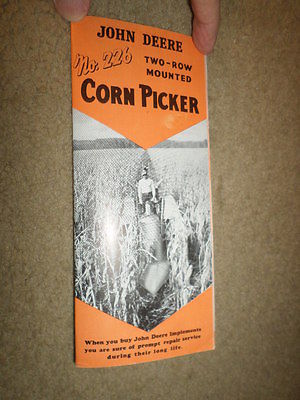 JOHN DEERE
No. 226
TWO-ROW
MOUNTED
CORN PICKER
When you buy John Deere Implements
you are sure of prompt repair service
during their long life.